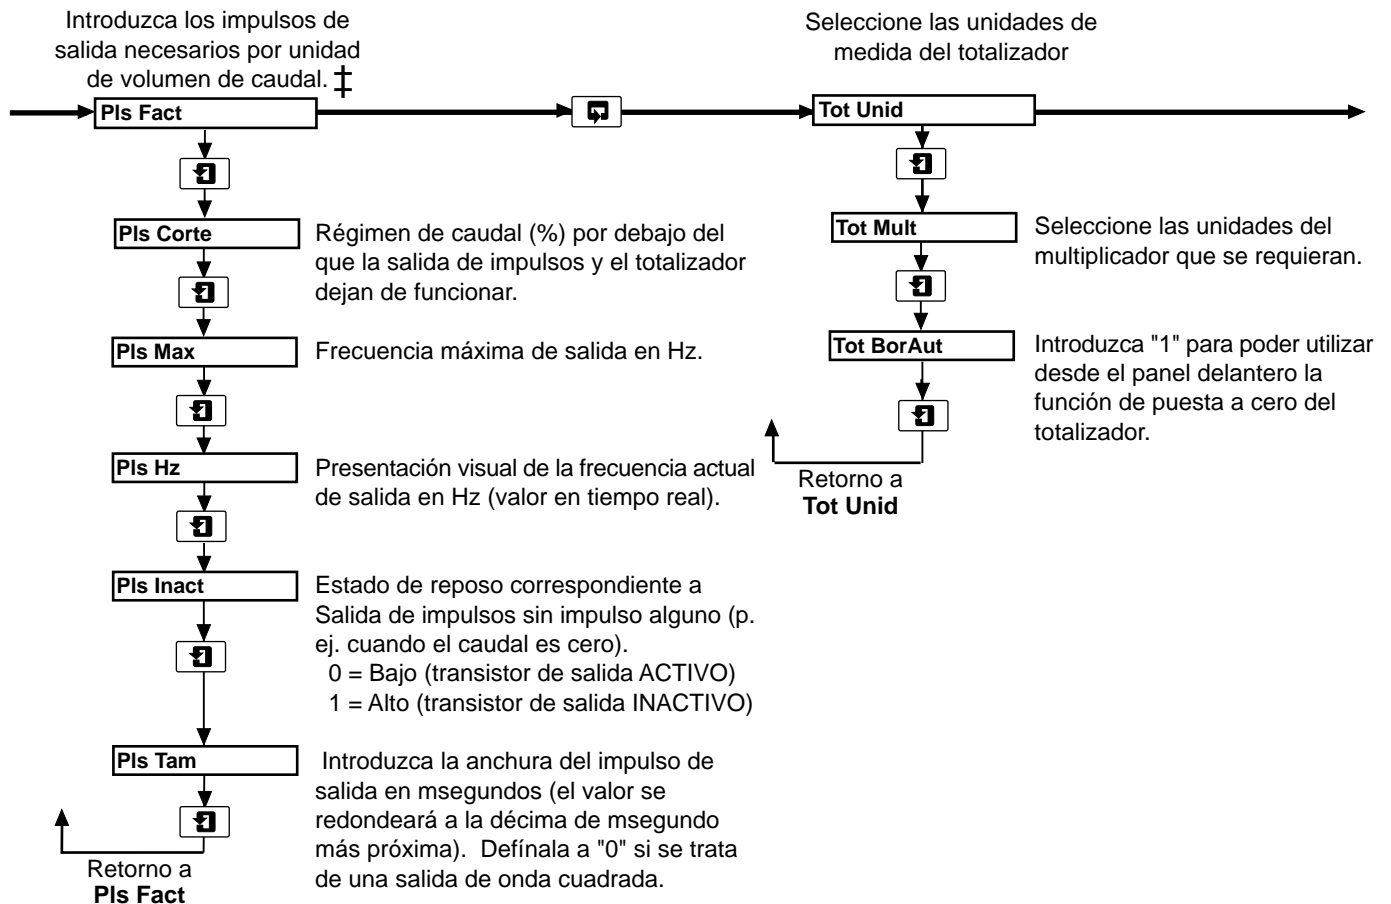 Introduzca los impulsos de
salida necesarios por unidad
de volumen de caudal. ‡
Pls Fact
Pls Corte
Régimen de caudal (%) por debajo del
que la salida de impulsos y el totalizador
dejan de funcionar.
Pls Max
Frecuencia máxima de salida en Hz.
Pls Hz
Presentación visual de la frecuencia actual
de salida en Hz (valor en tiempo real).
Pls Inact
Estado de reposo correspondiente a
Salida de impulsos sin impulso alguno (p.
ej. cuando el caudal es cero).
0 = Bajo (transistor de salida ACTIVO)
1 = Alto (transistor de salida INACTIVO)
Pls Tam
Introduzca la anchura del impulso de
salida en msegundos (el valor se
redondeará a la décima de msegundo
más próxima). Defínala a "0" si se trata
de una salida de onda cuadrada.
Retorno a
Pls Fact
Seleccione las unidades de
medida del totalizador
Tot Unid
Tot Mult
Seleccione las unidades del
multiplicador que se requieran.
Tot BorAut
Introduzca "1" para poder utilizar
desde el panel delantero la
función de puesta a cero del
totalizador.
Retorno a
Tot Unid